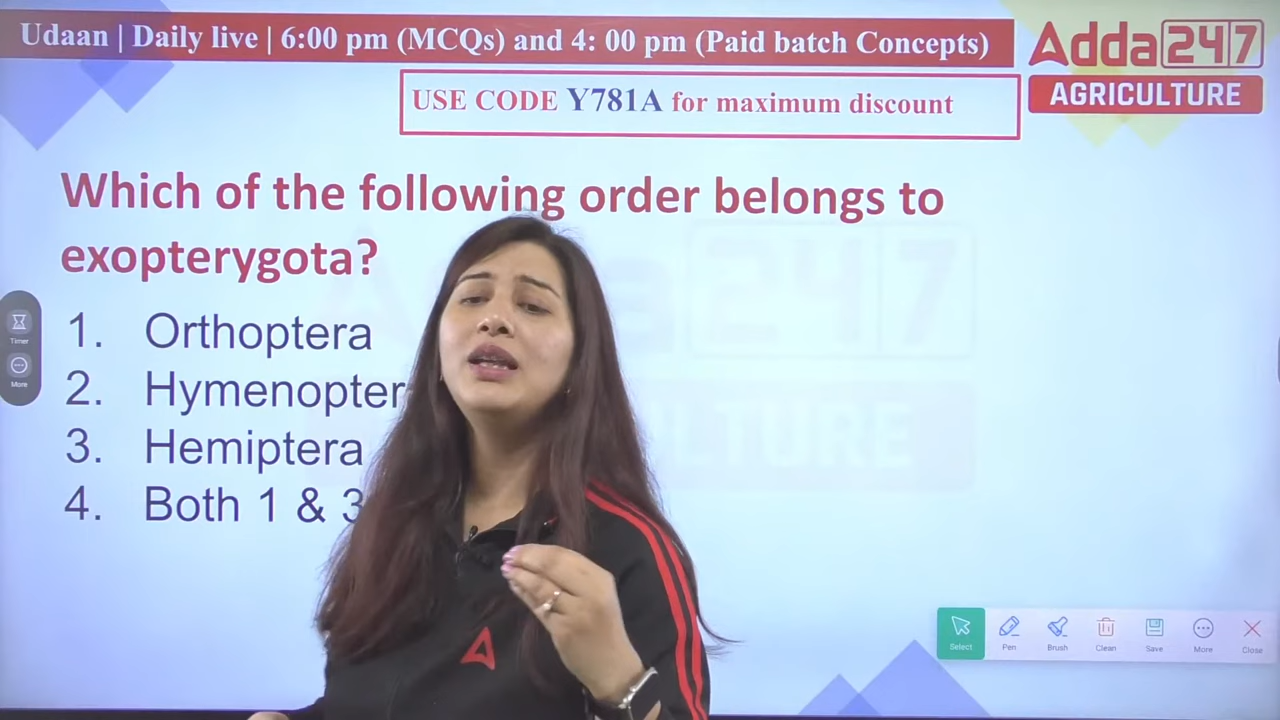 Udaan | Daily live | 6:00 pm (MCQs) and 4: 00 pm (Paid batch Concepts)
Adda247
AGRICULTURE
USE CODE Y781A for maximum discount
Which of the following order belongs to
exopterygota?
1. Orthoptera
2. Hymenopter
3. Hemiptera
4. Both 1 & 3
Timer
More
Select
Pen
Brush
Clean
Save
More
Close